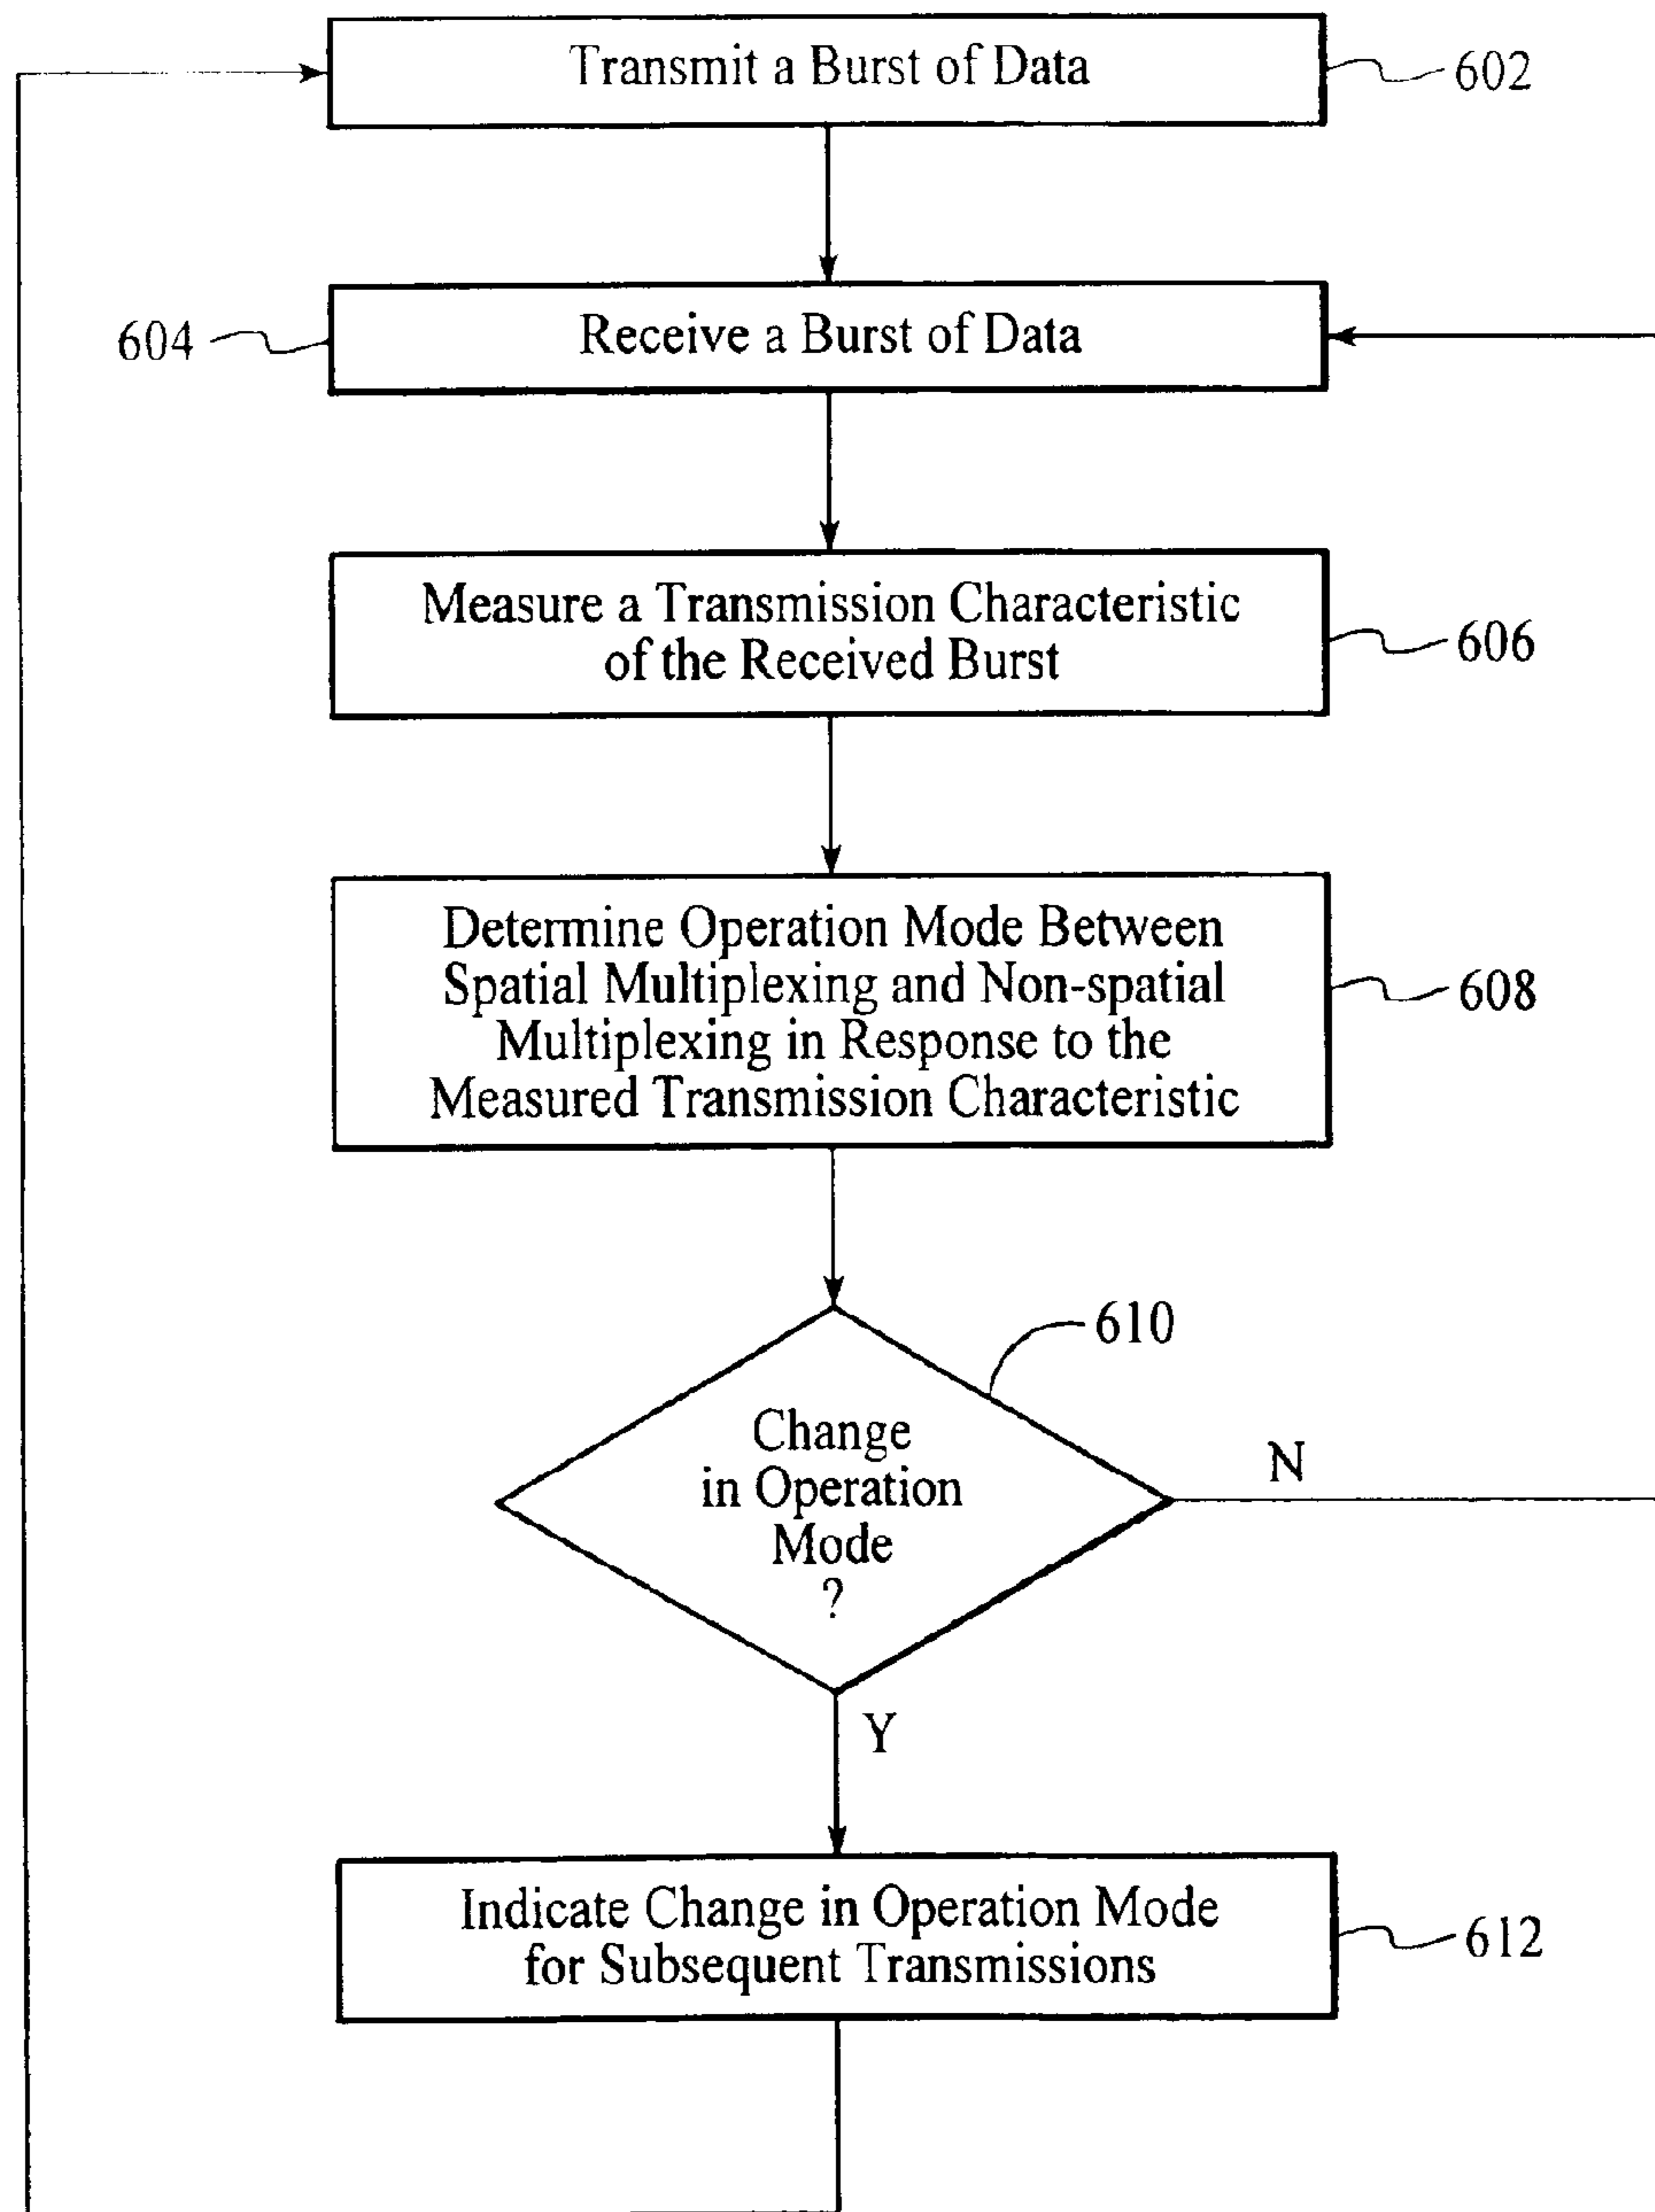 Transmit a Burst of Data
602
Receive a Burst of Data
604
Measure a Transmission Characteristic
of the Received Burst
606
Determine Operation Mode Between
Spatial Multiplexing and Non-spatial
Multiplexing in Response to the
Measured Transmission Characteristic
608
610
Change
in Operation
Mode
?
N
Y
Indicate Change in Operation Mode
for Subsequent Transmissions
612